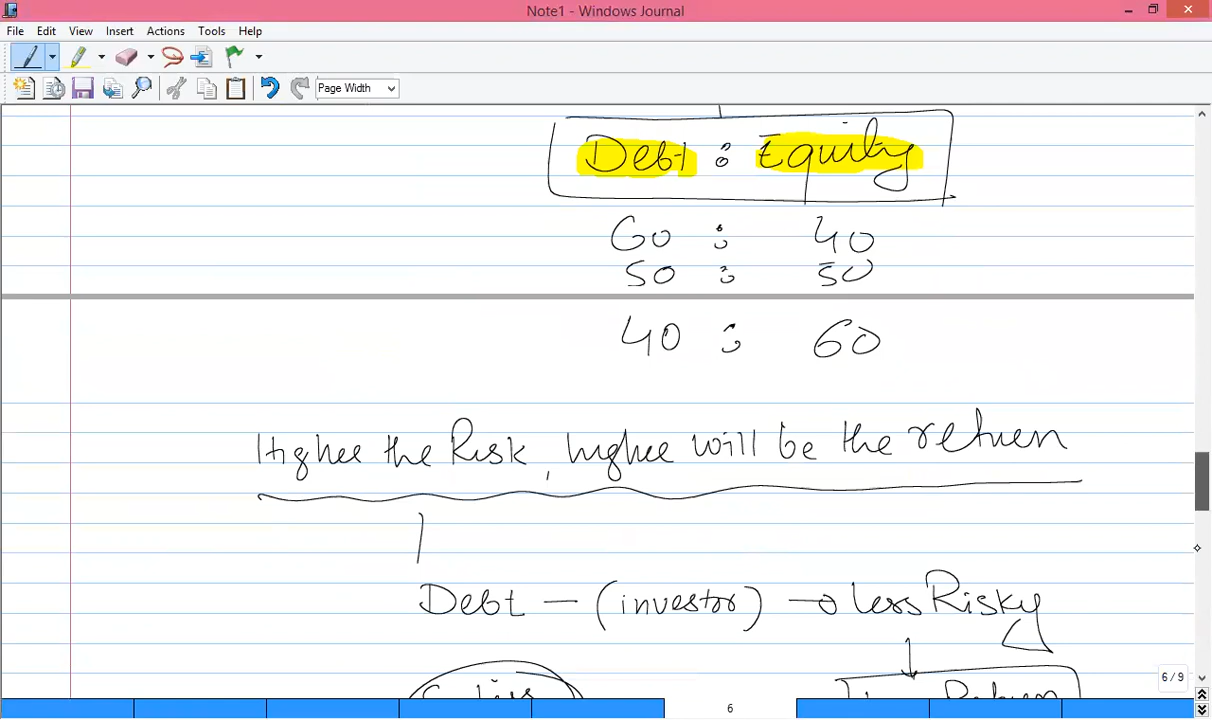 Note1 - Windows Journal
File Edit View Insert Actions Tools Help
Page Width
Debt : Equity
60 : 40
50 : 50
40 : 60
Higher the Risk, higher will be the return
Debt - (investor) → less Risky
Return
6 / 9
6